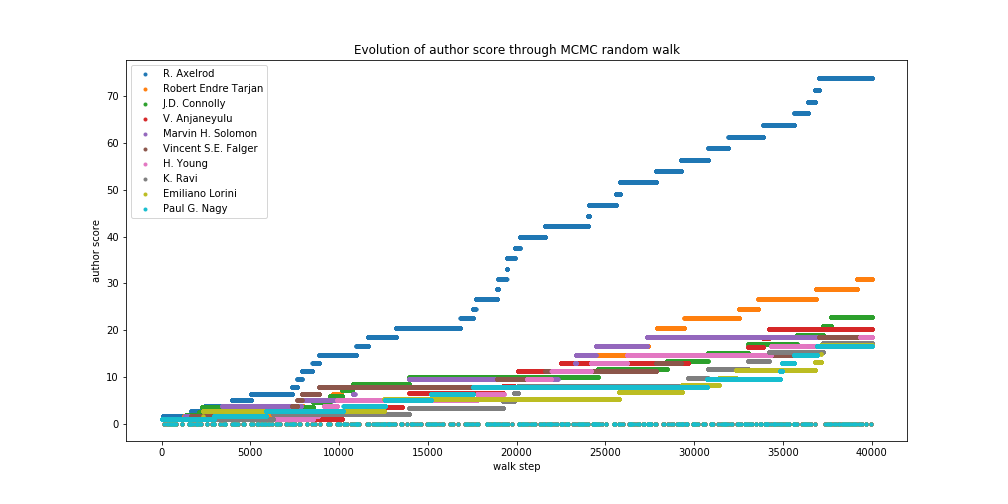 Evolution of author score through MCMC random walk
R. Axelrod
Robert Endre Tarjan
J.D. Connolly
V. Anjaneyulu
Marvin H. Solomon
Vincent S.E. Falger
H. Young
K. Ravi
Emiliano Lorini
Paul G. Nagy
author score
70
60
50
40
30
20
10
0
0 5000 10000 15000 20000 25000 30000 35000 40000
walk step